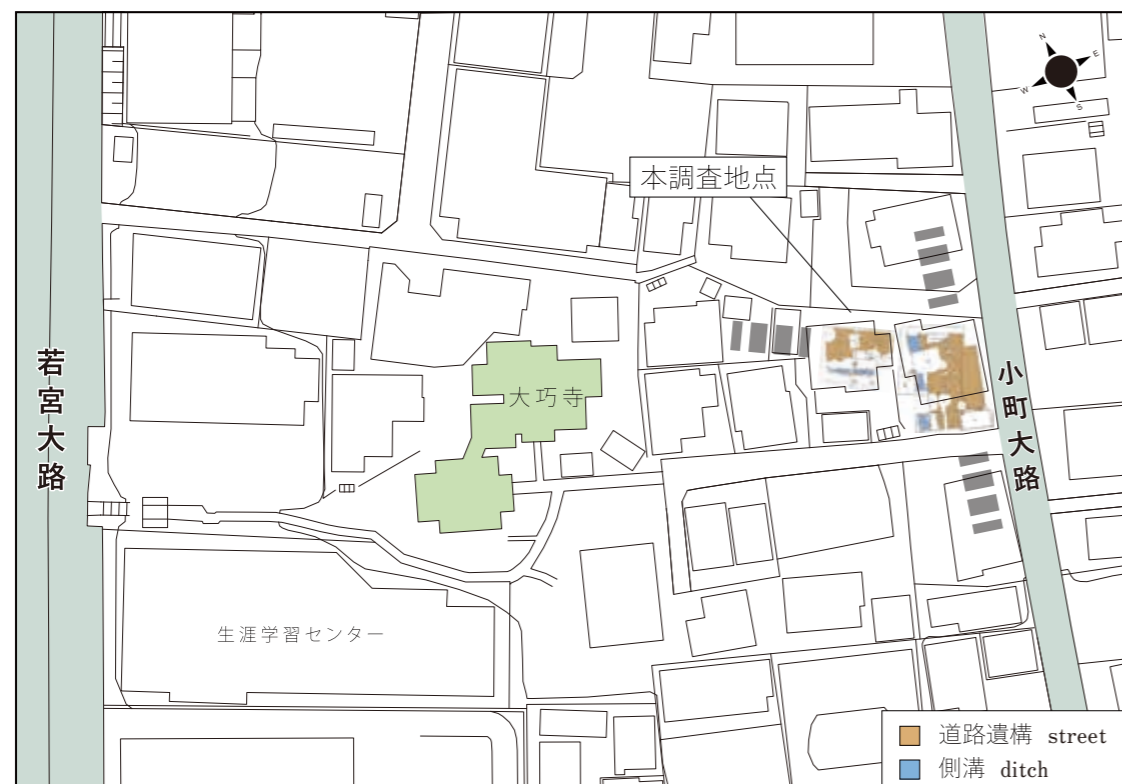 N
E
W
S
本調査地点
若宮大路
大巧寺
小町大路
生涯学習センター
道路遺構 street
側溝 ditch